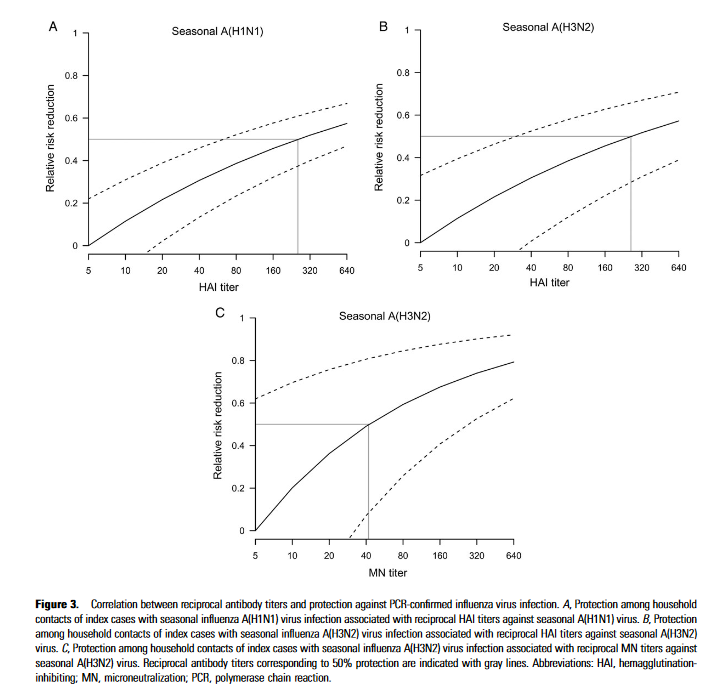 A
Seasonal A(H1N1)
1
0.8
0.6
0.4
0.2
0
Relative risk reduction
5 10 20 40 80 160 320 640
HAI titer
B
Seasonal A(H3N2)
1
0.8
0.6
0.4
0.2
0
Relative risk reduction
5 10 20 40 80 160 320 640
HAI titer
C
Seasonal A(H3N2)
1
0.8
0.6
0.4
0.2
0
Relative risk reduction
5 10 20 40 80 160 320 640
MN titer
Figure 3. Correlation between reciprocal antibody titers and protection against PCR-confirmed influenza virus infection. A, Protection among household
contacts of index cases with seasonal influenza A(H1N1) virus infection associated with reciprocal HAI titers against seasonal A(H1N1) virus. B, Protection
among household contacts of index cases with seasonal influenza A(H3N2) virus infection associated with reciprocal HAI titers against seasonal A(H3N2)
virus. C, Protection among household contacts of index cases with seasonal influenza A(H3N2) virus infection associated with reciprocal MN titers against
seasonal A(H3N2) virus. Reciprocal antibody titers corresponding to 50% protection are indicated with gray lines. Abbreviations: HAI, hemagglutination-
inhibiting; MN, microneutralization; PCR, polymerase chain reaction.